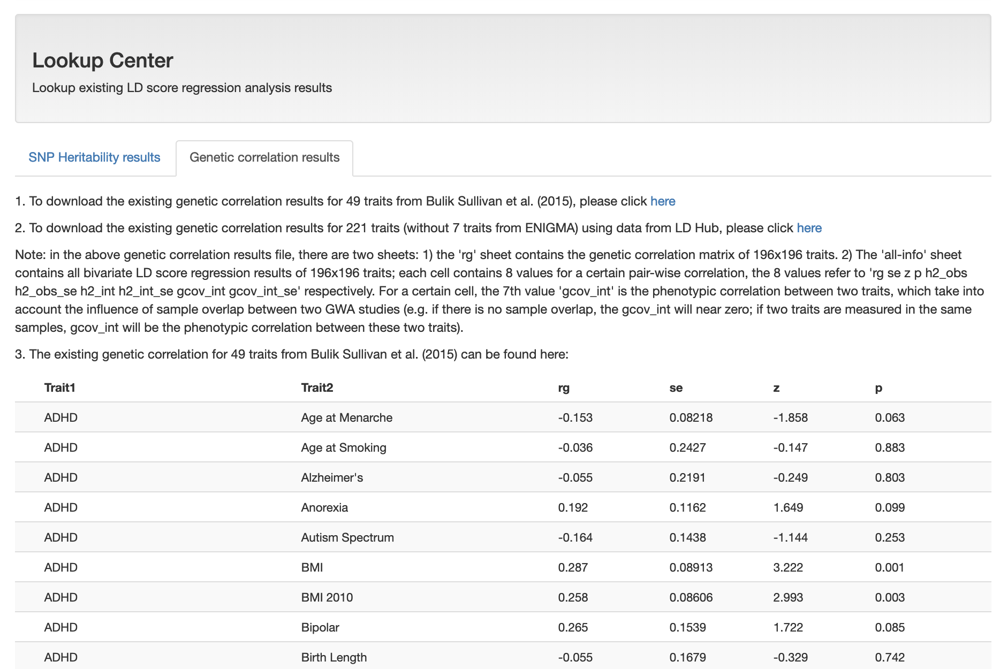 Lookup Center
Lookup existing LD score regression analysis results
SNP Heritability results Genetic correlation results
1. To download the existing genetic correlation results for 49 traits from Bulik Sullivan et al. (2015), please click here
2. To download the existing genetic correlation results for 221 traits (without 7 traits from ENIGMA) using data from LD Hub, please click here
Note: in the above genetic correlation results file, there are two sheets: 1) the 'rg' sheet contains the genetic correlation matrix of 196x196 traits. 2) The 'all-info' sheet
contains all bivariate LD score regression results of 196x196 traits; each cell contains 8 values for a certain pair-wise correlation, the 8 values refer to 'rg se z p h2_obs
h2_obs_se h2_int h2_int_se gcov_int gcov_int_se' respectively. For a certain cell, the 7th value 'gcov_int' is the phenotypic correlation between two traits, which take into
account the influence of sample overlap between two GWA studies (e.g. if there is no sample overlap, the gcov_int will near zero; if two traits are measured in the same
samples, gcov_int will be the phenotypic correlation between these two traits).
3. The existing genetic correlation for 49 traits from Bulik Sullivan et al. (2015) can be found here:
Trait1 Trait2 rg se z p
ADHD Age at Menarche -0.153 0.08218 -1.858 0.063
ADHD Age at Smoking -0.036 0.2427 -0.147 0.883
ADHD Alzheimer's -0.055 0.2191 -0.249 0.803
ADHD Anorexia 0.192 0.1162 1.649 0.099
ADHD Autism Spectrum -0.164 0.1438 -1.144 0.253
ADHD BMI 0.287 0.08913 3.222 0.001
ADHD BMI 2010 0.258 0.08606 2.993 0.003
ADHD Bipolar 0.265 0.1539 1.722 0.085
ADHD Birth Length -0.055 0.1679 -0.329 0.742